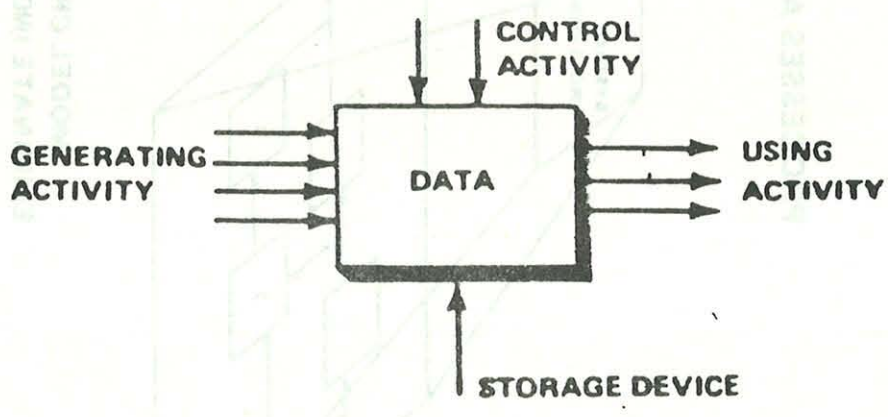 CONTROL
ACTIVITY
GENERATING
ACTIVITY
DATA
USING
ACTIVITY
STORAGE DEVICE